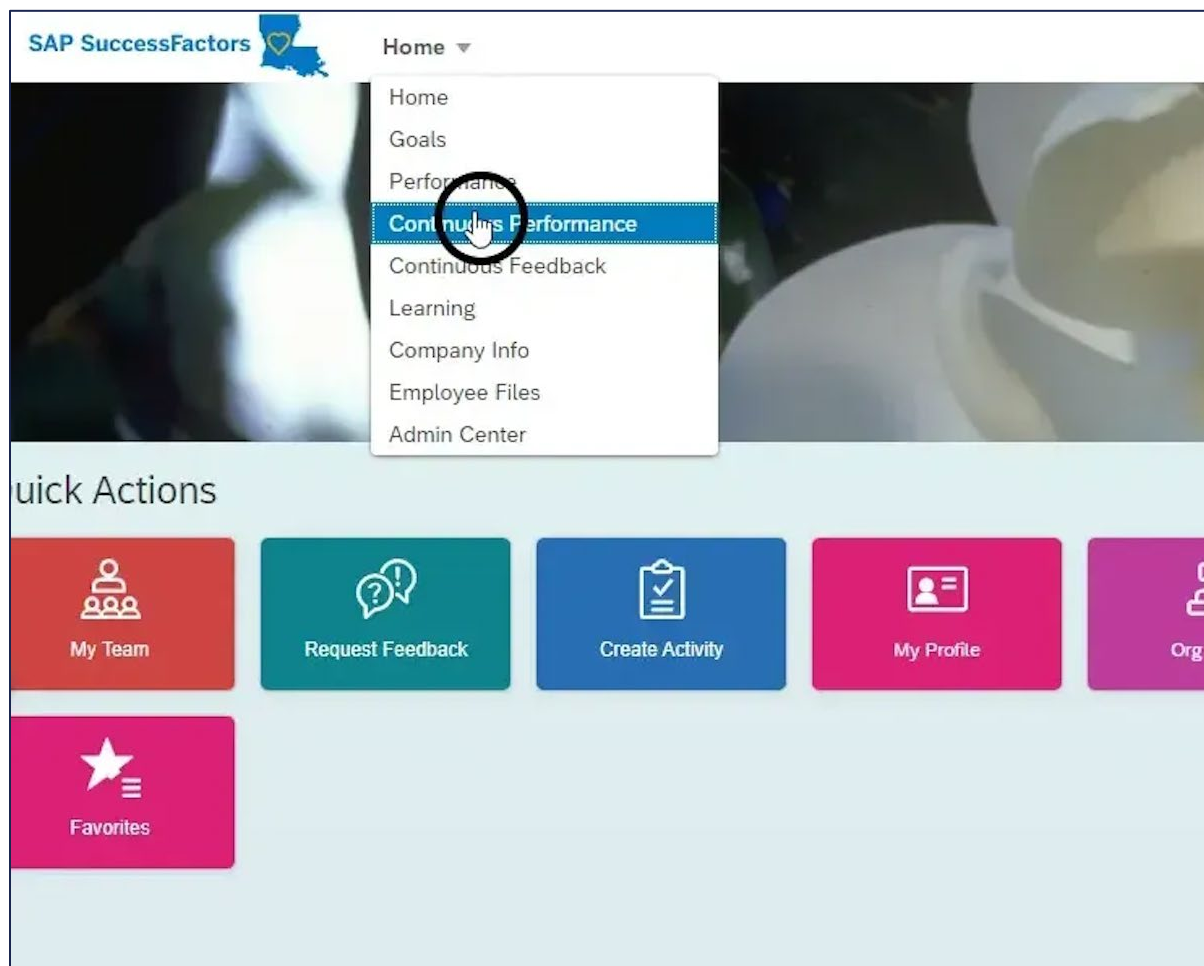 SAP SuccessFactors
Home
Home
Goals
Performance
Continuous Performance
Continuous Feedback
Learning
Company Info
Employee Files
Admin Center
uick Actions
My Team
Request Feedback
Create Activity
My Profile
Org
Favorites